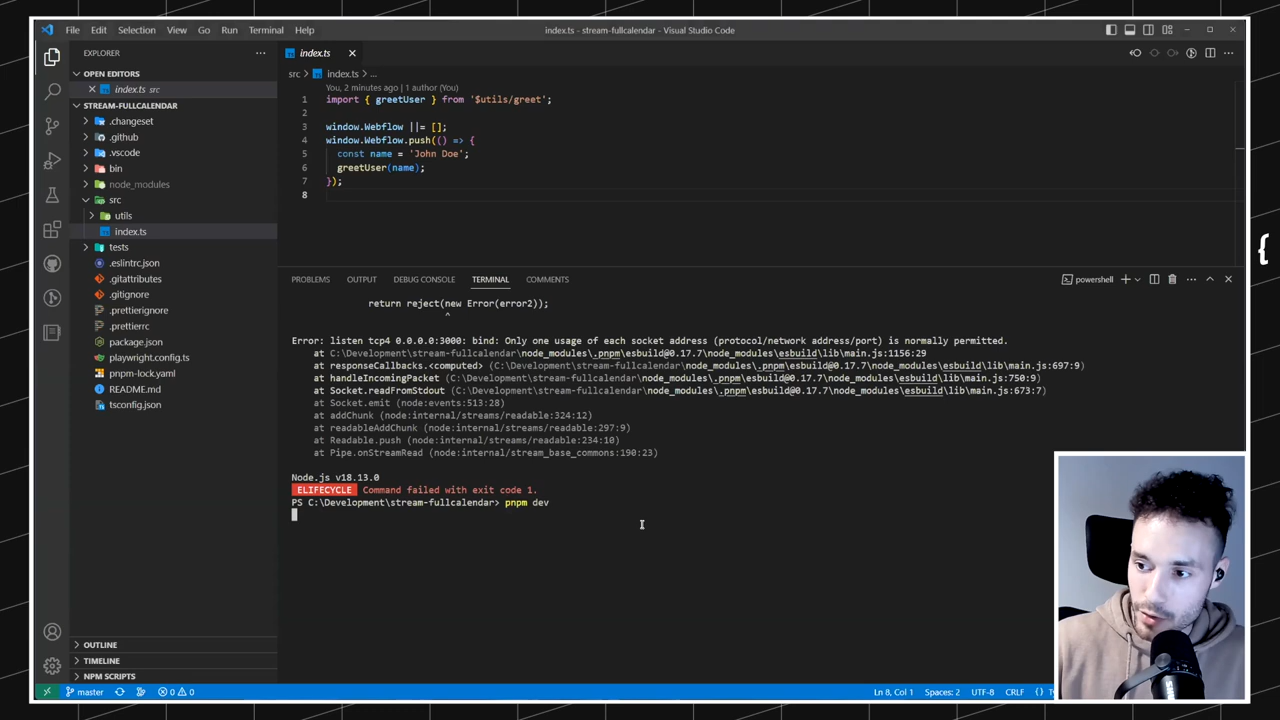 File Edit Selection View Go Run Terminal Help
index.ts - stream-fullcalendar - Visual Studio Code
EXPLORER
OPEN EDITORS
index.ts src
STREAM-FULLCALENDAR
.changeset
.github
.vscode
bin
node_modules
src
utils
index.ts
tests
.eslintrc.json
.gitattributes
.gitignore
.prettierignore
.prettierrc
package.json
playwright.config.ts
pnpm-lock.yaml
README.md
tsconfig.json
OUTLINE
TIMELINE
NPM SCRIPTS
index.ts
src index.ts ...
You, 2 minutes ago | 1 author (You)
1 import { greetUser } from '$utils/greet';
2
3 window.Webflow ||= [];
4 window.Webflow.push(() => {
5 const name = 'John Doe';
6 greetUser(name);
7 });
8
PROBLEMS OUTPUT DEBUG CONSOLE TERMINAL COMMENTS
powershell
return reject(new Error(error2));
^
Error: listen tcp4 0.0.0.0:3000: bind: Only one usage of each socket address (protocol/network address/port) is normally permitted.
at C:\Development\stream-fullcalendar\node_modules\.pnpm\esbuild@0.17.7\node_modules\esbuild\lib\main.js:1156:29
at responseCallbacks.<computed> (C:\Development\stream-fullcalendar\node_modules\.pnpm\esbuild@0.17.7\node_modules\esbuild\lib\main.js:697:9)
at handleIncomingPacket (C:\Development\stream-fullcalendar\node_modules\.pnpm\esbuild@0.17.7\node_modules\esbuild\lib\main.js:750:9)
at Socket.readFromStdout (C:\Development\stream-fullcalendar\node_modules\.pnpm\esbuild@0.17.7\node_modules\esbuild\lib\main.js:673:7)
at Socket.emit (node:events:513:28)
at addChunk (node:internal/streams/readable:324:12)
at readableAddChunk (node:internal/streams/readable:297:9)
at Readable.push (node:internal/streams/readable:234:10)
at Pipe.onStreamRead (node:internal/stream_base_commons:190:23)
Node.js v18.13.0
ELIFECYCLE Command failed with exit code 1.
PS C:\Development\stream-fullcalendar> pnpm dev
master 0 0
Ln 8, Col 1 Spaces: 2 UTF-8 CRLF {}
{